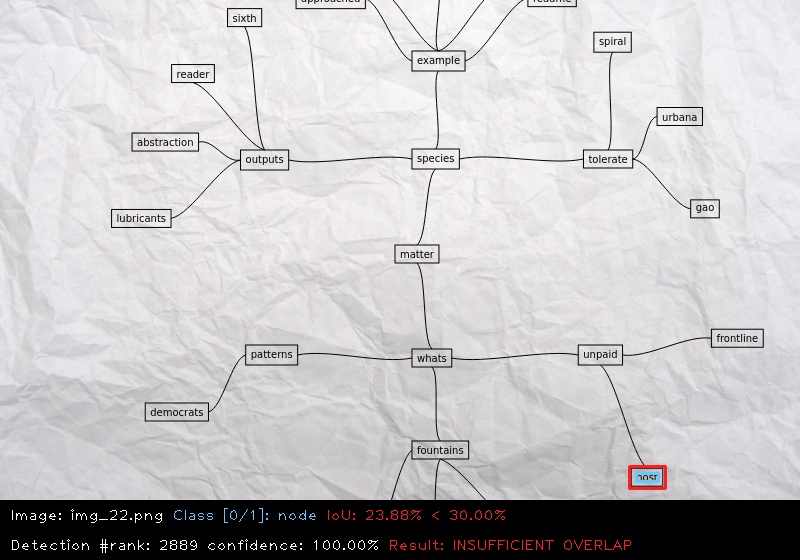 approached
resume
sixth
spiral
example
reader
urbana
abstraction
outputs
species
tolerate
gao
lubricants
matter
frontline
patterns
whats
unpaid
democrats
fountains
Image: img_22.png Class [0/1]: node IoU: 23.88% < 30.00%
Detection #rank: 2889 confidence: 100.00% Result: INSUFFICIENT OVERLAP